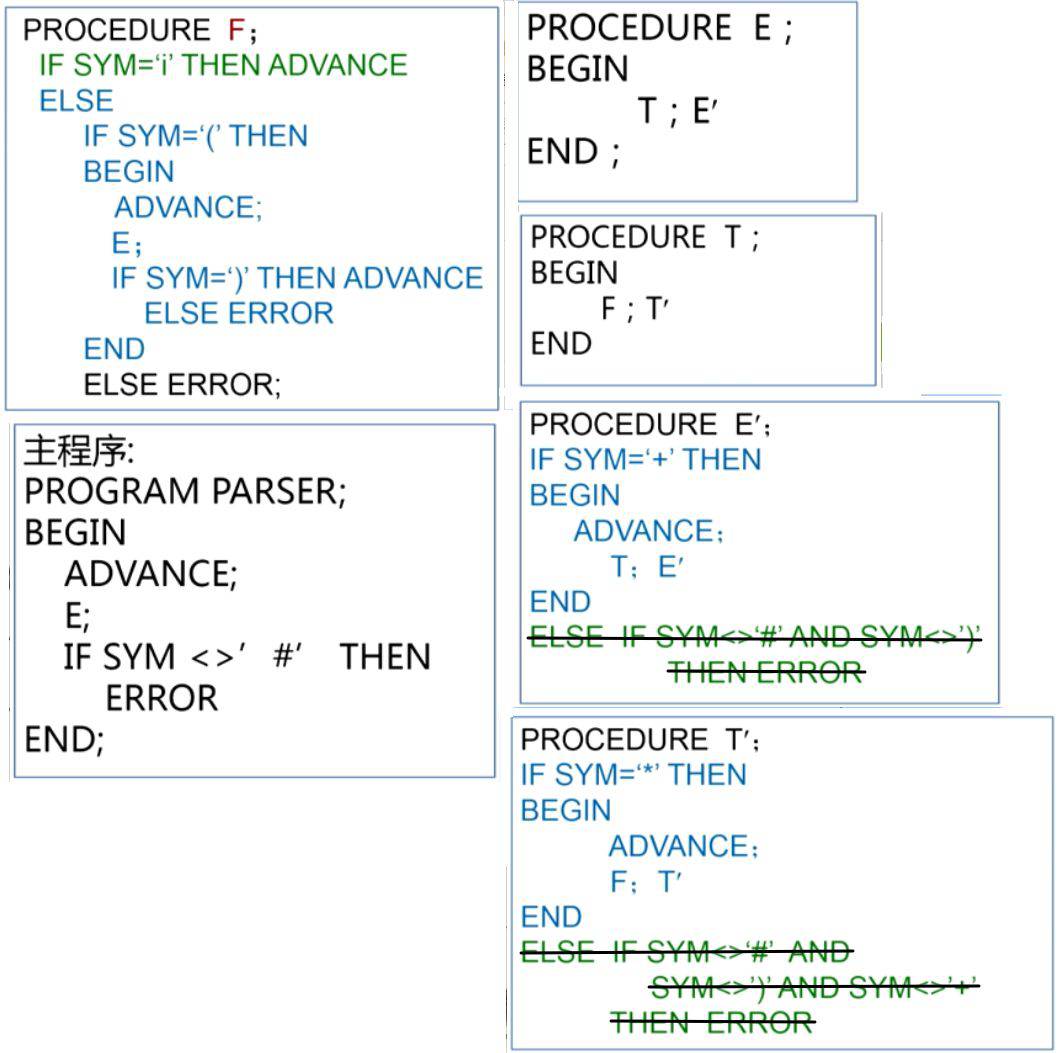 PROCEDURE F；
IF SYM=‘i’ THEN ADVANCE
ELSE
IF SYM=‘(’ THEN
BEGIN
ADVANCE;
E；
IF SYM=‘)’ THEN ADVANCE
ELSE ERROR
END
ELSE ERROR;
主程序:
PROGRAM PARSER;
BEGIN
ADVANCE;
E;
IF SYM <>′ #′ THEN
ERROR
END;
PROCEDURE E ;
BEGIN
T ; E′
END ;
PROCEDURE T ;
BEGIN
F ; T′
END
PROCEDURE E′；
IF SYM=‘+’ THEN
BEGIN
ADVANCE；
T；E′
END
ELSE IF SYM<>‘#’ AND SYM<>’)’
THEN ERROR
PROCEDURE T′；
IF SYM=‘*’ THEN
BEGIN
ADVANCE；
F；T′
END
ELSE IF SYM<>‘#’ AND
SYM<>’)’ AND SYM<>’+’
THEN ERROR